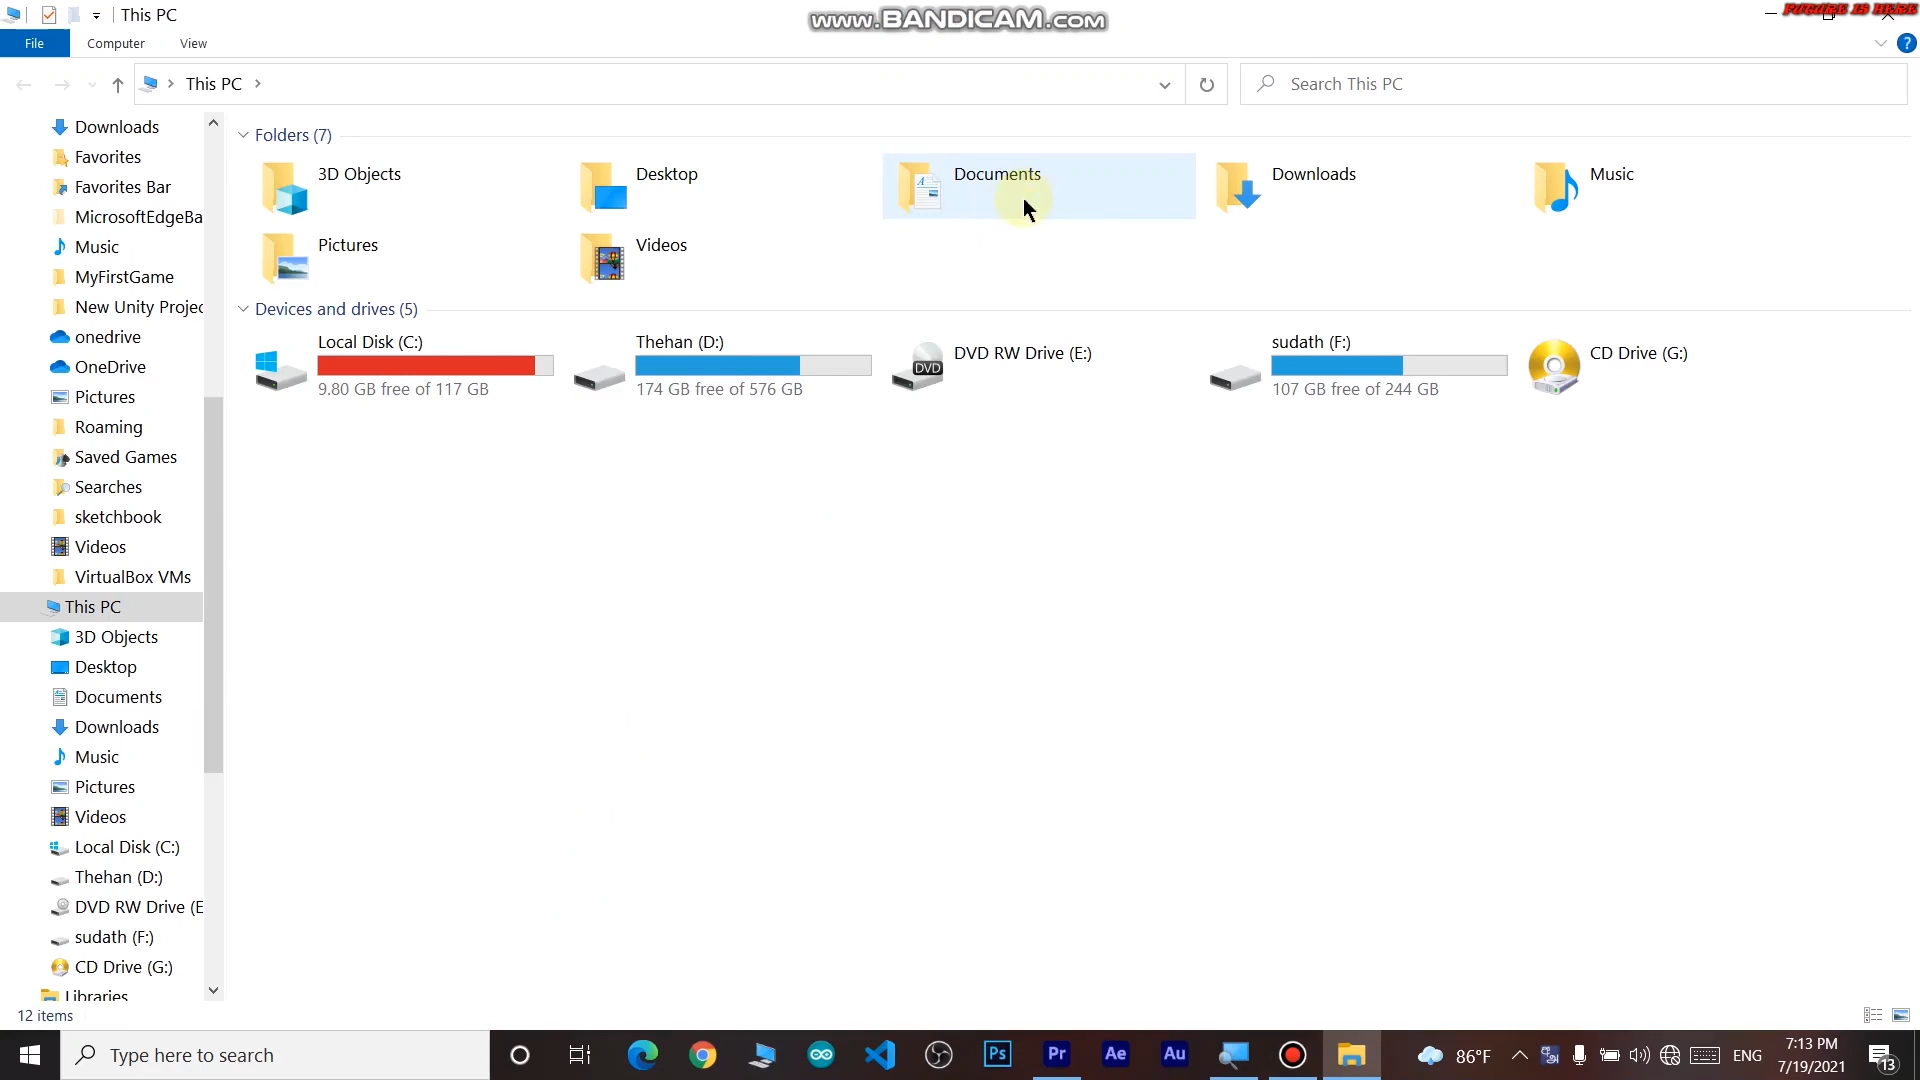 This PC
www.BANDICAM.com
FUTURE IS HERE
File Computer View
This PC
Search This PC
Downloads
Favorites
Favorites Bar
MicrosoftEdgeBa
Music
MyFirstGame
New Unity Projec
onedrive
OneDrive
Pictures
Roaming
Saved Games
Searches
sketchbook
Videos
VirtualBox VMs
This PC
3D Objects
Desktop
Documents
Downloads
Music
Pictures
Videos
Local Disk (C:)
Thehan (D:)
DVD RW Drive (E
sudath (F:)
CD Drive (G:)
Libraries
Folders (7)
3D Objects
Desktop
Documents
Downloads
Music
Pictures
Videos
Devices and drives (5)
Local Disk (C:)
9.80 GB free of 117 GB
Thehan (D:)
174 GB free of 576 GB
DVD
DVD RW Drive (E:)
sudath (F:)
107 GB free of 244 GB
CD Drive (G:)
12 items
Type here to search
Ps
Pr
Ae
Au
86°F
ENG
7:13 PM
7/19/2021
13